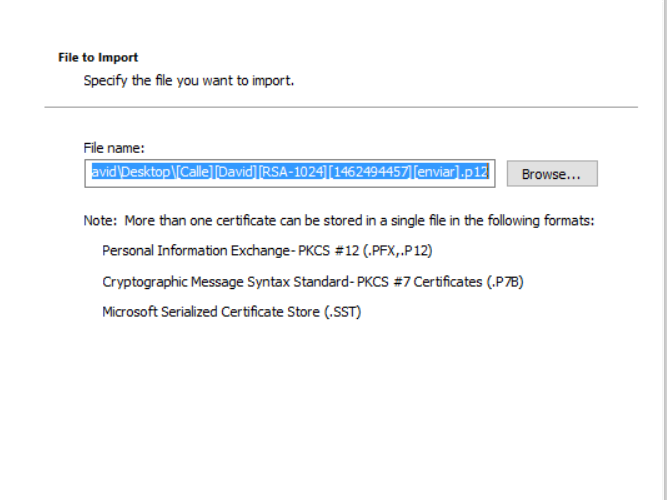 File to Import
Specify the file you want to import.
File name:
avid\Desktop\[Calle][David][RSA-1024][1462494457][enviar].p12
Browse...
Note: More than one certificate can be stored in a single file in the following formats:
Personal Information Exchange- PKCS #12 (.PFX,.P12)
Cryptographic Message Syntax Standard- PKCS #7 Certificates (.P7B)
Microsoft Serialized Certificate Store (.SST)